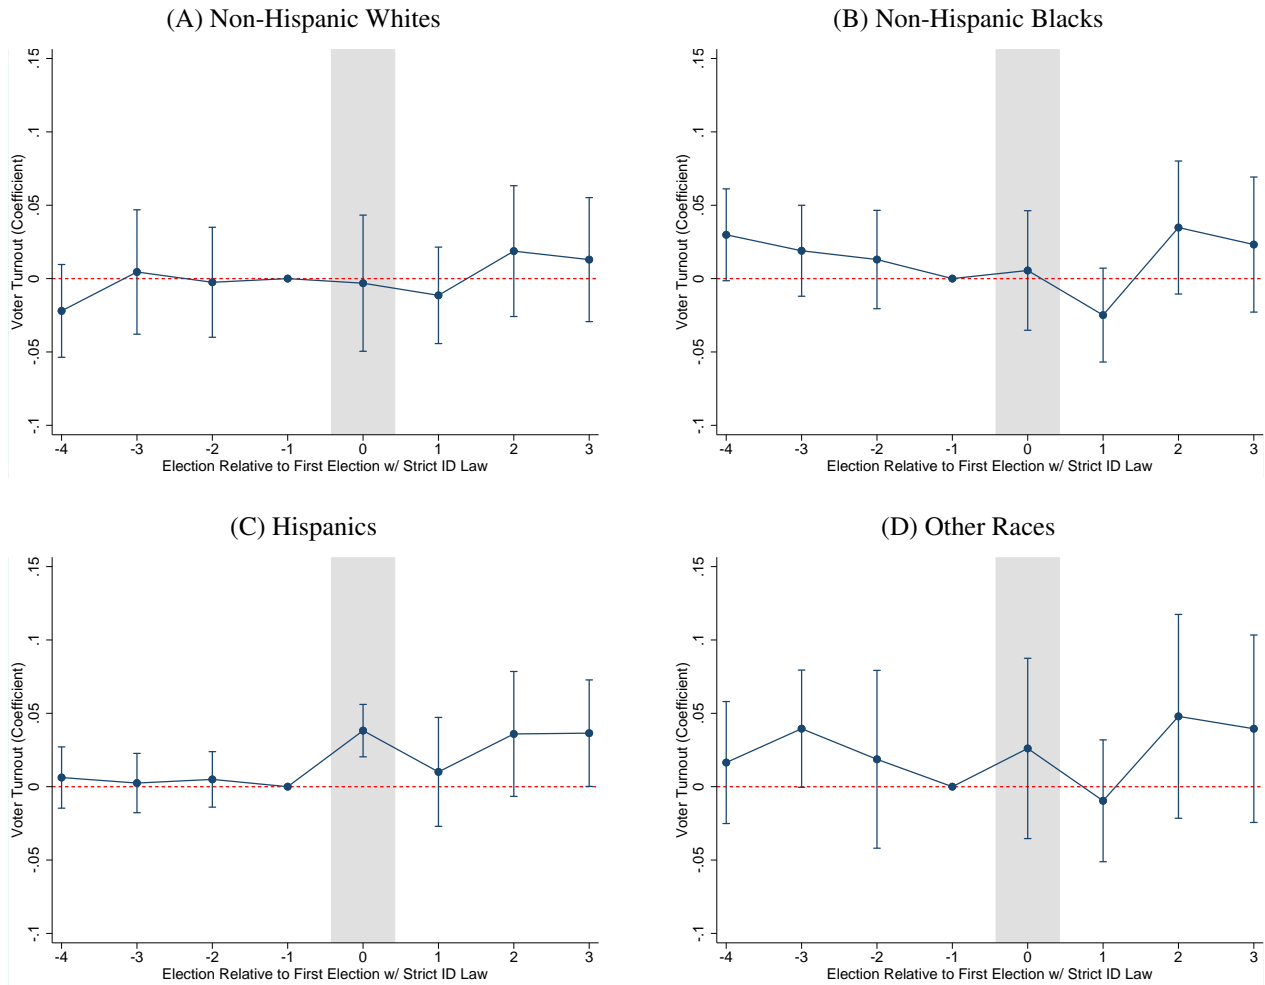 (A) Non-Hispanic Whites
Voter Turnout (Coefficient)
.15
.1
.05
0
-.05
-.1
-4 -3 -2 -1 0 1 2 3
Election Relative to First Election w/ Strict ID Law
(B) Non-Hispanic Blacks
Voter Turnout (Coefficient)
.15
.1
.05
0
-.05
-.1
-4 -3 -2 -1 0 1 2 3
Election Relative to First Election w/ Strict ID Law
(C) Hispanics
Voter Turnout (Coefficient)
.15
.1
.05
0
-.05
-.1
-4 -3 -2 -1 0 1 2 3
Election Relative to First Election w/ Strict ID Law
(D) Other Races
Voter Turnout (Coefficient)
.15
.1
.05
0
-.05
-.1
-4 -3 -2 -1 0 1 2 3
Election Relative to First Election w/ Strict ID Law